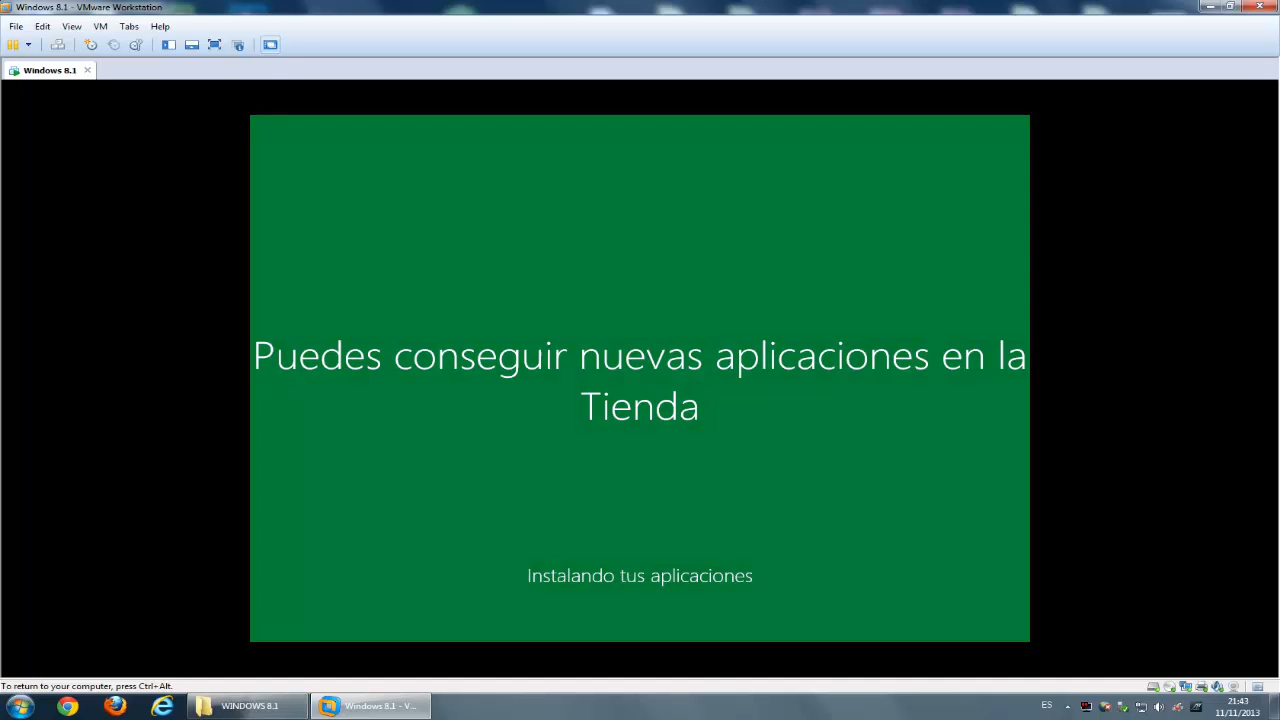 Windows 8.1 - VMware Workstation
File Edit View VM Tabs Help
Windows 8.1
Puedes conseguir nuevas aplicaciones en la
Tienda
Instalando tus aplicaciones
To return to your computer, press Ctrl+Alt.
WINDOWS 8.1
Windows 8.1 - V...
ES
21:43
11/11/2013